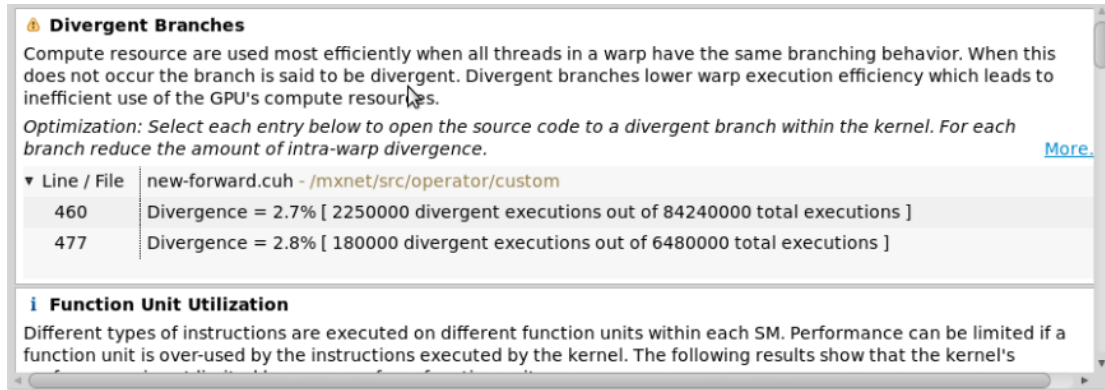 Divergent Branches
Compute resource are used most efficiently when all threads in a warp have the same branching behavior. When this
does not occur the branch is said to be divergent. Divergent branches lower warp execution efficiency which leads to
inefficient use of the GPU's compute resources.
Optimization: Select each entry below to open the source code to a divergent branch within the kernel. For each
branch reduce the amount of intra-warp divergence.
More.
Line / File new-forward.cuh - /mxnet/src/operator/custom
460 Divergence = 2.7% [ 2250000 divergent executions out of 84240000 total executions ]
477 Divergence = 2.8% [ 180000 divergent executions out of 6480000 total executions ]
Function Unit Utilization
Different types of instructions are executed on different function units within each SM. Performance can be limited if a
function unit is over-used by the instructions executed by the kernel. The following results show that the kernel's